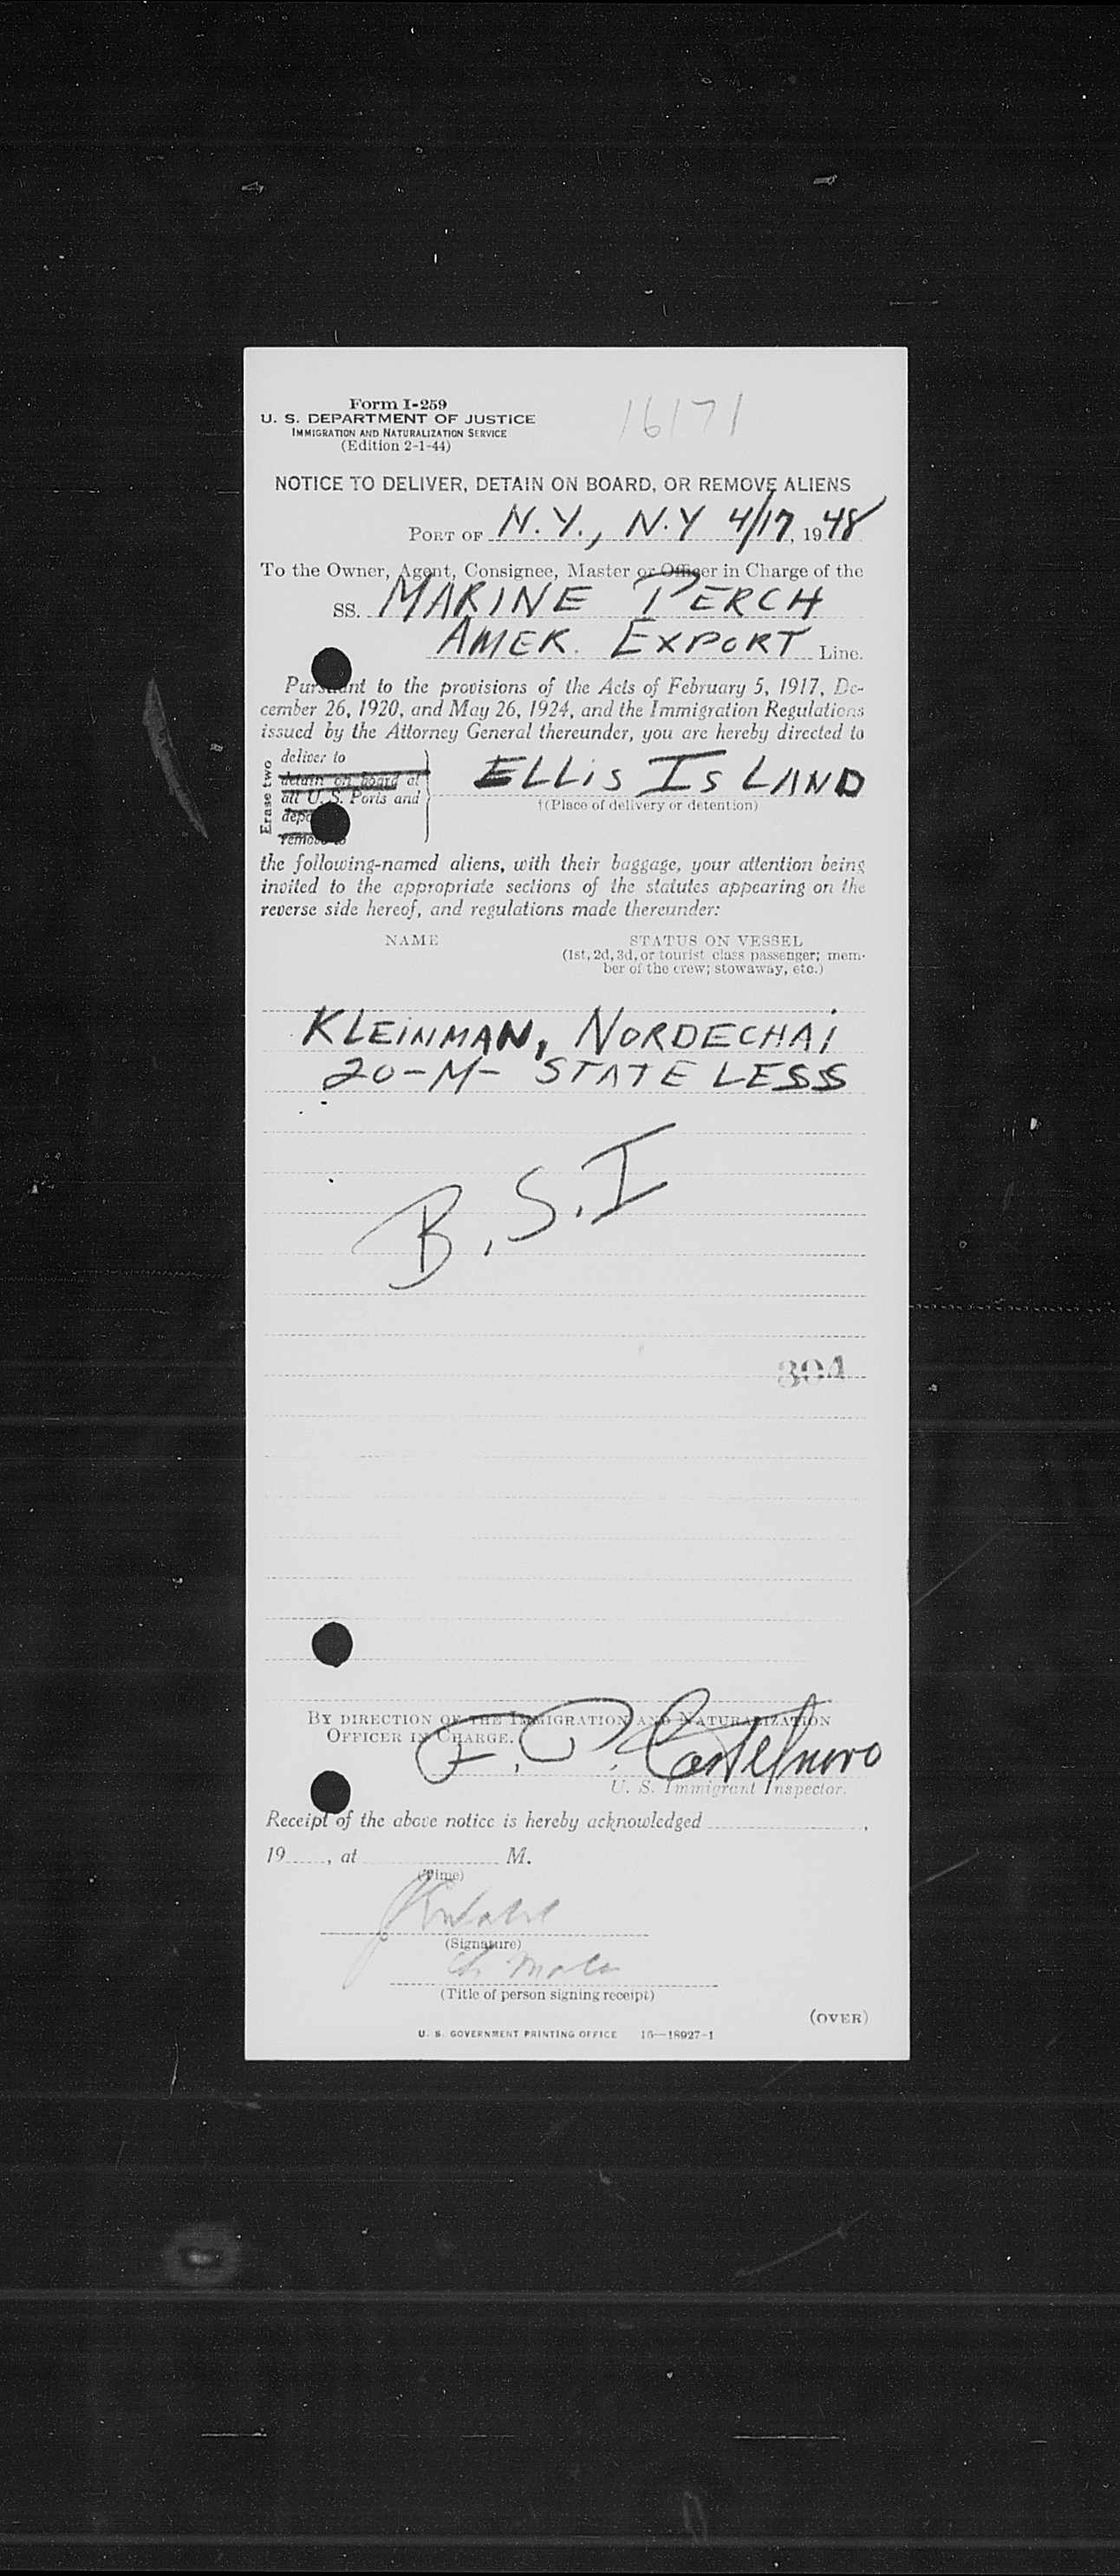 Form I-259
U. S. DEPARTMENT OF JUSTICE
IMMIGRATION AND NATURALIZATION SERVICE
(Edition 2-1-44)
16171
NOTICE TO DELIVER, DETAIN ON BOARD, OR REMOVE ALIENS
PORT OF N.Y., N.Y 4/17, 1948
To the Owner, Agent, Consignee, Master or Officer in Charge of the
SS. MARINE PERCH
AMER. EXPORT Line.
Pursuant to the provisions of the Acts of February 5, 1917, De-
cember 26, 1920, and May 26, 1924, and the Immigration Regulations
issued by the Attorney General thereunder, you are hereby directed to
Erase two
deliver to
detain on board at
all U. S. Ports and
remove to
ELLIS ISLAND
†(Place of delivery or detention)
the following-named aliens, with their baggage, your attention being
invited to the appropriate sections of the statutes appearing on the
reverse side hereof, and regulations made thereunder:
NAME STATUS ON VESSEL
(1st, 2d, 3d, or tourist class passenger; mem-
ber of the crew; stowaway, etc.)
KLEINMAN, NORDECHAI
20-M- STATELESS
B.S.I
304
BY DIRECTION OF THE IMMIGRATION AND NATURALIZATION
OFFICER IN CHARGE.
U. S. Immigrant Inspector.
Receipt of the above notice is hereby acknowledged ,
19 , at M.
(Time)
(Signature)
(Title of person signing receipt)
(OVER)
U. S. GOVERNMENT PRINTING OFFICE 16—18927-1